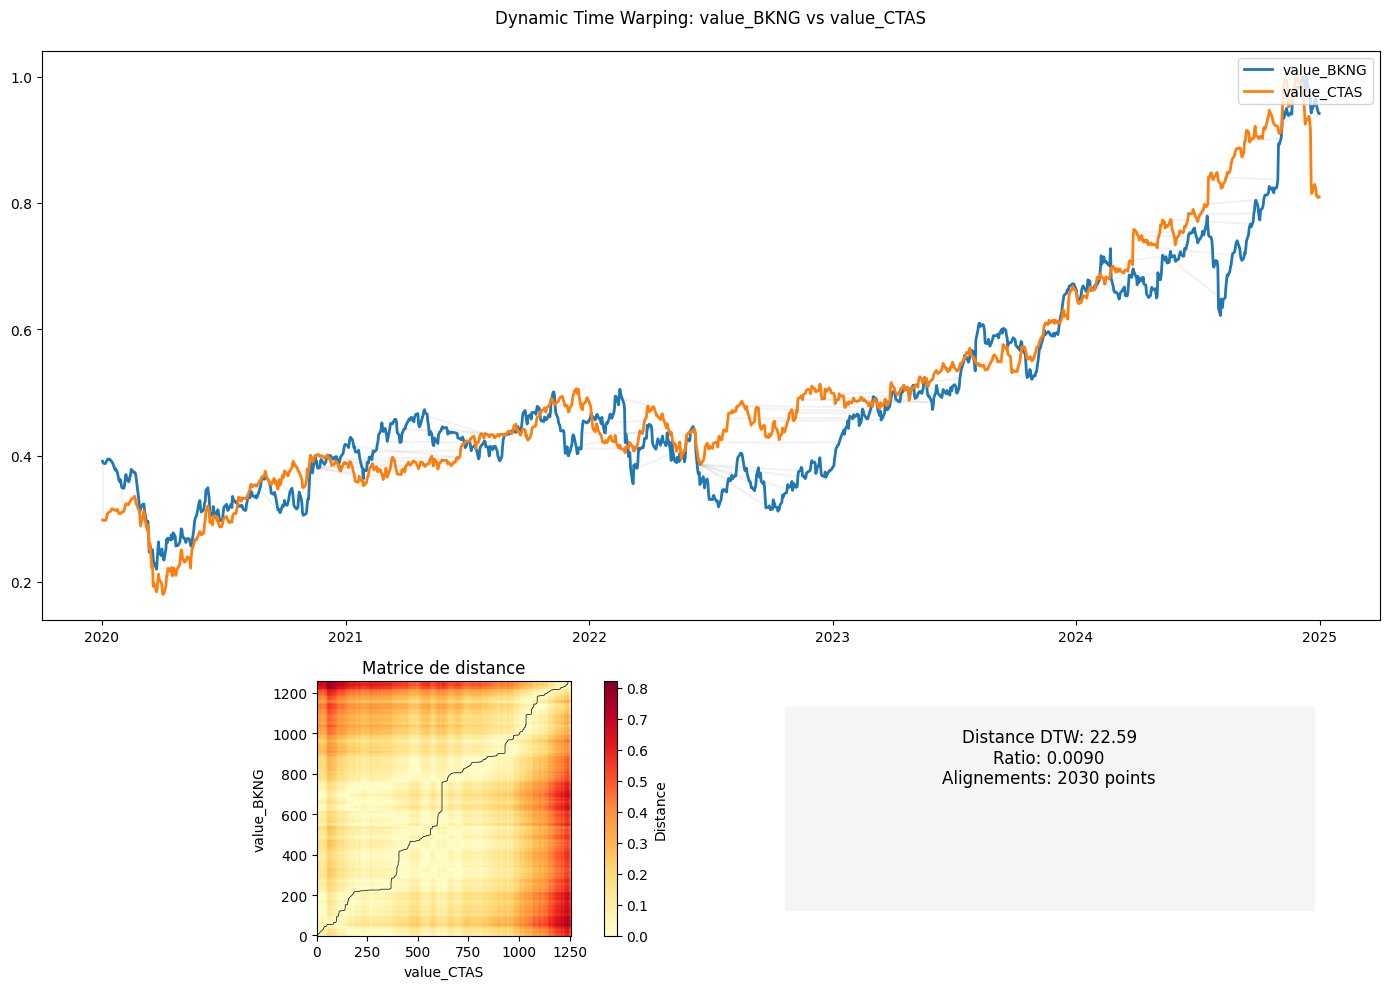 Dynamic Time Warping: value_BKNG vs value_CTAS
value_BKNG
value_CTAS
1.0
0.8
0.6
0.4
0.2
2020 2021 2022 2023 2024 2025
Matrice de distance
value_BKNG
1200
1000
800
600
400
200
0
0 250 500 750 1000 1250
value_CTAS
0.8
0.7
0.6
0.5
0.4
0.3
0.2
0.1
0.0
Distance
Distance DTW: 22.59
Ratio: 0.0090
Alignements: 2030 points